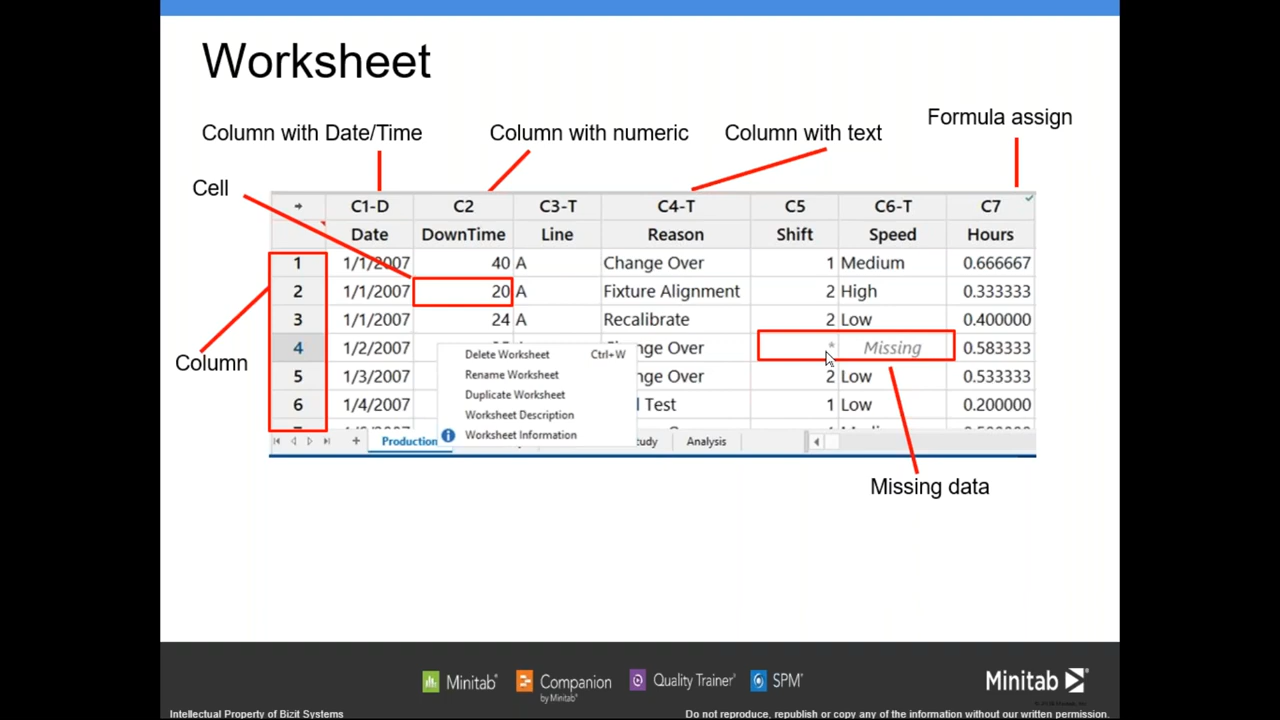 Worksheet
Formula assign
Column with Date/Time Column with numeric Column with text
Cell
C1-D C2 C3-T C4-T C5 C6-T C7
Date DownTime Line Reason Shift Speed Hours
1 1/1/2007 40 A Change Over 1 Medium 0.666667
2 1/1/2007 20 A Fixture Alignment 2 High 0.333333
3 1/1/2007 24 A Recalibrate 2 Low 0.400000
4 1/2/2007 nge Over * Missing 0.583333
5 1/3/2007 nge Over 2 Low 0.533333
6 1/4/2007 Test 1 Low 0.200000
Column
Delete Worksheet Ctrl+W
Rename Worksheet
Duplicate Worksheet
Worksheet Description
Worksheet Information
+ Production Analysis
Missing data
Minitab Companion by Minitab Quality Trainer SPM Minitab
Intellectual Property of Bizit Systems Do not reproduce, republish or copy any of the information without our written permission.